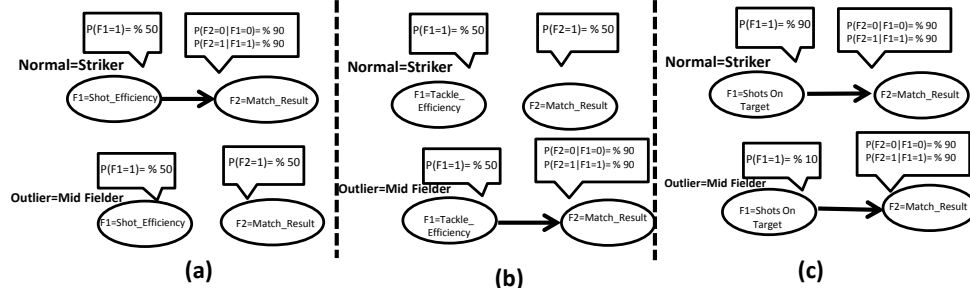 P(F1=1)= % 50
P(F2=0|F1=0)= % 90
P(F2=1|F1=1)= % 90
Normal=Striker
F1=Shot_Efficiency
F2=Match_Result
P(F1=1)= % 50
P(F2=1)= % 50
Outlier=Mid Fielder
F1=Shot_Efficiency
F2=Match_Result
(a)
P(F1=1)= % 50
P(F2=1)= % 50
Normal=Striker
F1=Tackle_
Efficiency
F2=Match_Result
P(F1=1)= % 50
P(F2=0|F1=0)= % 90
P(F2=1|F1=1)= % 90
Outlier=Mid Fielder
F1=Tackle_
Efficiency
F2=Match_Result
(b)
P(F1=1)= % 90
P(F2=0|F1=0)= % 90
P(F2=1|F1=1)= % 90
Normal=Striker
F1=Shots On
Target
F2=Match_Result
P(F1=1)= % 10
P(F2=0|F1=0)= % 90
P(F2=1|F1=1)= % 90
Outlier=Mid Fielder
F1=Shots On
Target
F2=Match_Result
(c)